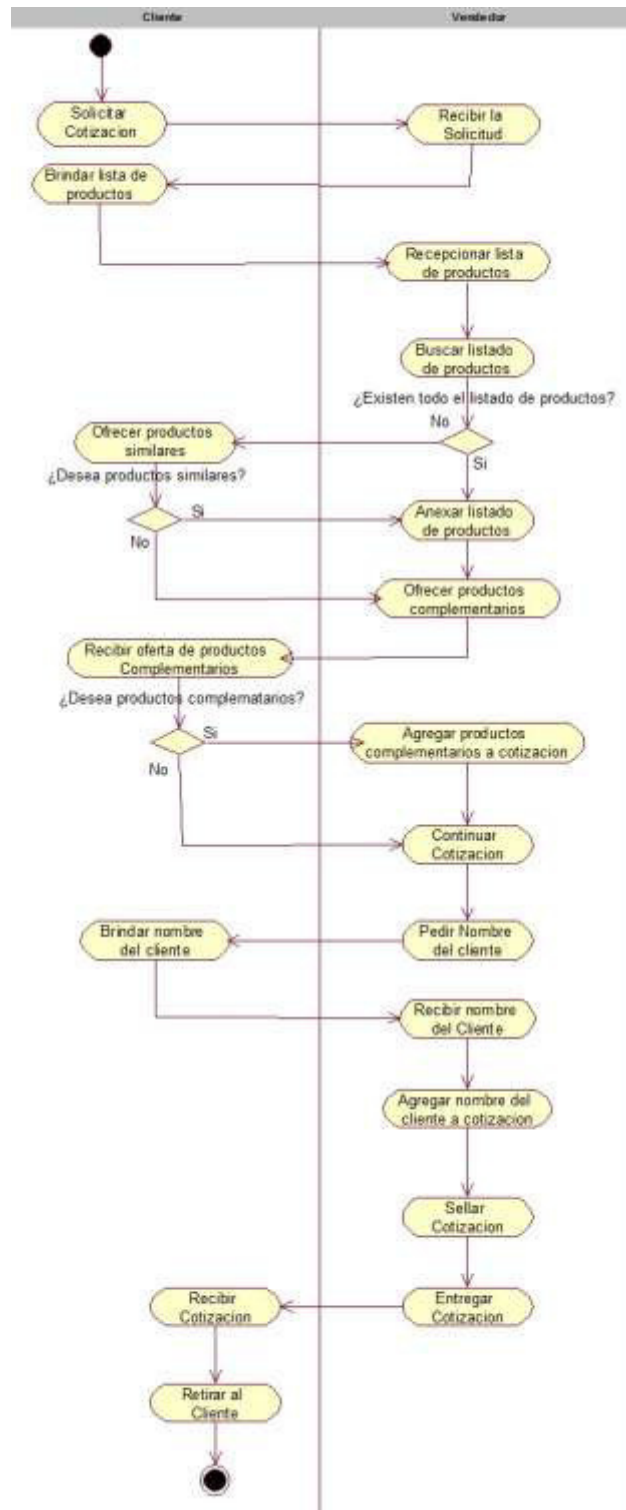 Cliente
Vendedor
Solicitar
Cotizacion
Recibir la
Solicitud
Brindar lista de
productos
Recepcionar lista
de productos
Buscar listado
de productos
¿Existen todo el listado de productos?
No
Si
Ofrecer productos
similares
¿Desea productos similares?
Si
No
Anexar listado
de productos
Ofrecer productos
complementarios
Recibir oferta de productos
Complementarios
¿Desea productos complematarios?
Si
No
Agregar productos
complementarios a cotizacion
Continuar
Cotizacion
Brindar nombre
del cliente
Pedir Nombre
del cliente
Recibir nombre
del Cliente
Agregar nombre del
cliente a cotizacion
Sellar
Cotizacion
Recibir
Cotizacion
Entregar
Cotizacion
Retirar al
Cliente